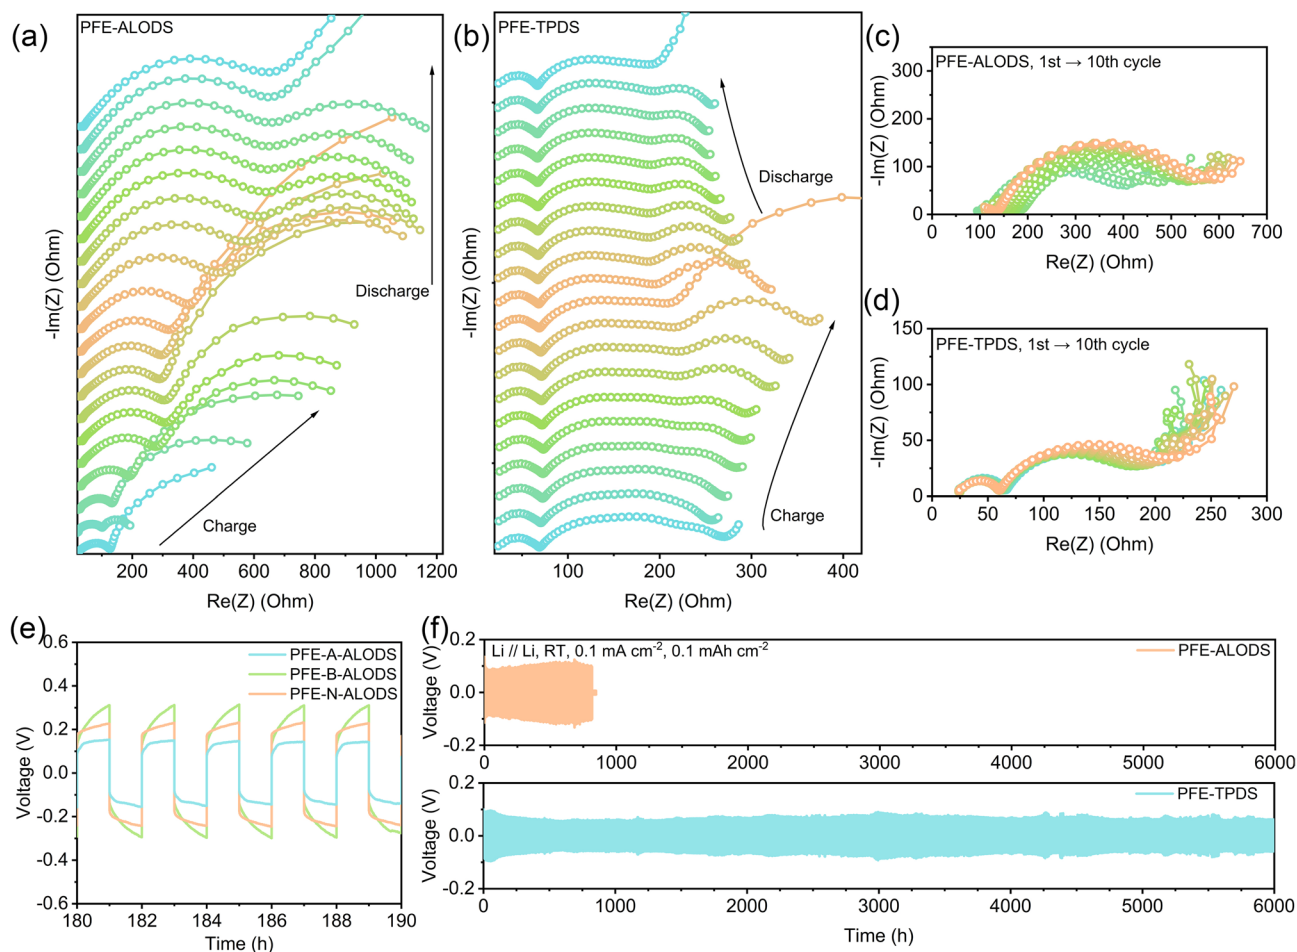 (a)
PFE-ALODS
-Im(Z) (Ohm)
Discharge
Charge
200 400 600 800 1000 1200
Re(Z) (Ohm)
(b)
PFE-TPDS
-Im(Z) (Ohm)
Discharge
Charge
100 200 300 400
Re(Z) (Ohm)
(c)
PFE-ALODS, 1st → 10th cycle
-Im(Z) (Ohm)
350
300
250
200
150
100
50
0
0 100 200 300 400 500 600 700
Re(Z) (Ohm)
(d)
PFE-TPDS, 1st → 10th cycle
-Im(Z) (Ohm)
150
100
50
0
0 50 100 150 200 250 300
Re(Z) (Ohm)
(e)
PFE-A-ALODS
PFE-B-ALODS
PFE-N-ALODS
Voltage (V)
0.6
0.4
0.2
0.0
-0.2
-0.4
-0.6
180 182 184 186 188 190
Time (h)
(f)
Li // Li, RT, 0.1 mA cm⁻², 0.1 mAh cm⁻²
PFE-ALODS
Voltage (V)
0.2
0.0
-0.2
0 1000 2000 3000 4000 5000 6000
PFE-TPDS
Voltage (V)
0.2
0.0
-0.2
0 1000 2000 3000 4000 5000 6000
Time (h)